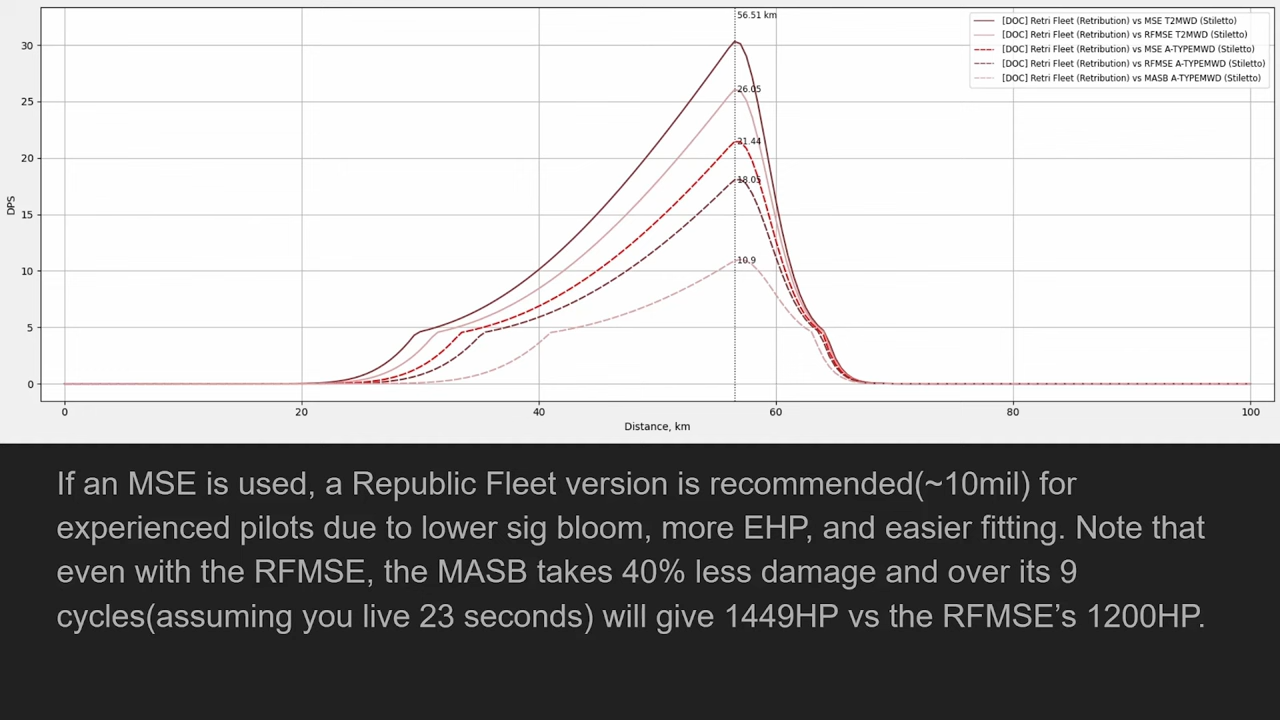 56.51 km
[DOC] Retri Fleet (Retribution) vs MSE T2MWD (Stiletto)
[DOC] Retri Fleet (Retribution) vs RFMSE T2MWD (Stiletto)
[DOC] Retri Fleet (Retribution) vs MSE A-TYPEMWD (Stiletto)
[DOC] Retri Fleet (Retribution) vs RFMSE A-TYPEMWD (Stiletto)
[DOC] Retri Fleet (Retribution) vs MASB A-TYPEMWD (Stiletto)
30
25
20
15
10
5
0
DPS
26.05
21.44
18.05
10.9
0 20 40 60 80 100
Distance, km
If an MSE is used, a Republic Fleet version is recommended(~10mil) for
experienced pilots due to lower sig bloom, more EHP, and easier fitting. Note that
even with the RFMSE, the MASB takes 40% less damage and over its 9
cycles(assuming you live 23 seconds) will give 1449HP vs the RFMSE’s 1200HP.